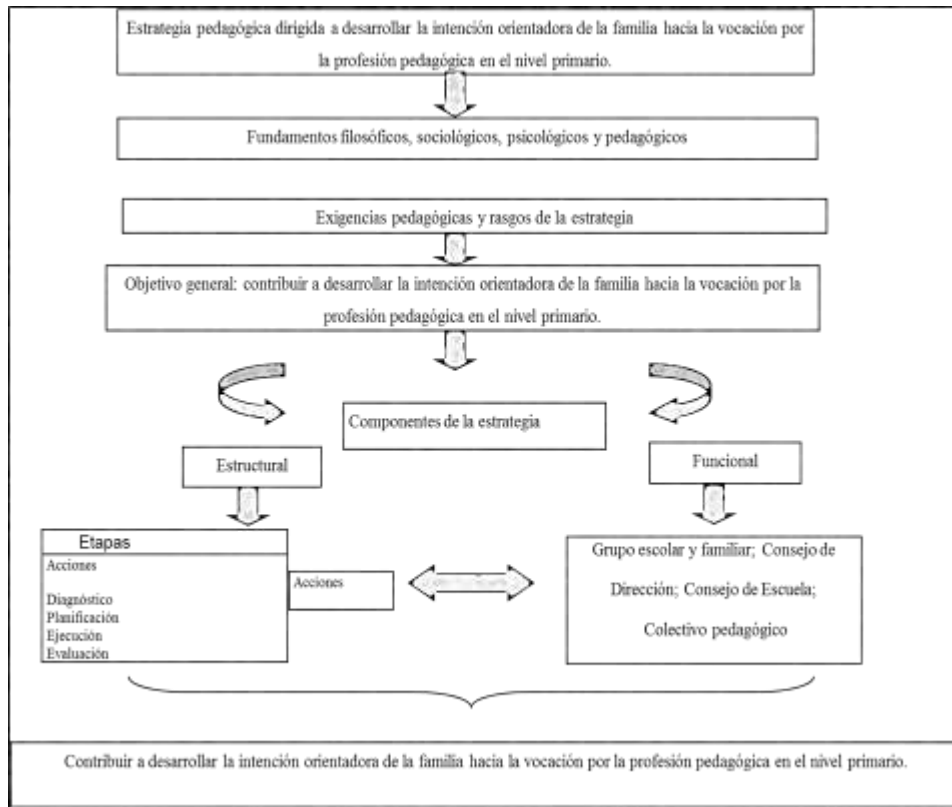 Estrategia pedagógica dirigida a desarrollar la intención orientadora de la familia hacia la vocación por
la profesión pedagógica en el nivel primario.
Fundamentos filosóficos, sociológicos, psicológicos y pedagógicos
Exigencias pedagógicas y rasgos de la estrategia
Objetivo general: contribuir a desarrollar la intención orientadora de la familia hacia la vocación por la
profesión pedagógica en el nivel primario.
Componentes de la estrategia
Estructural
Funcional
Etapas
Acciones
Diagnóstico
Planificación
Ejecución
Evaluación
Acciones
Grupo escolar y familiar; Consejo de
Dirección; Consejo de Escuela;
Colectivo pedagógico
Contribuir a desarrollar la intención orientadora de la familia hacia la vocación por la profesión pedagógica en el nivel primario.